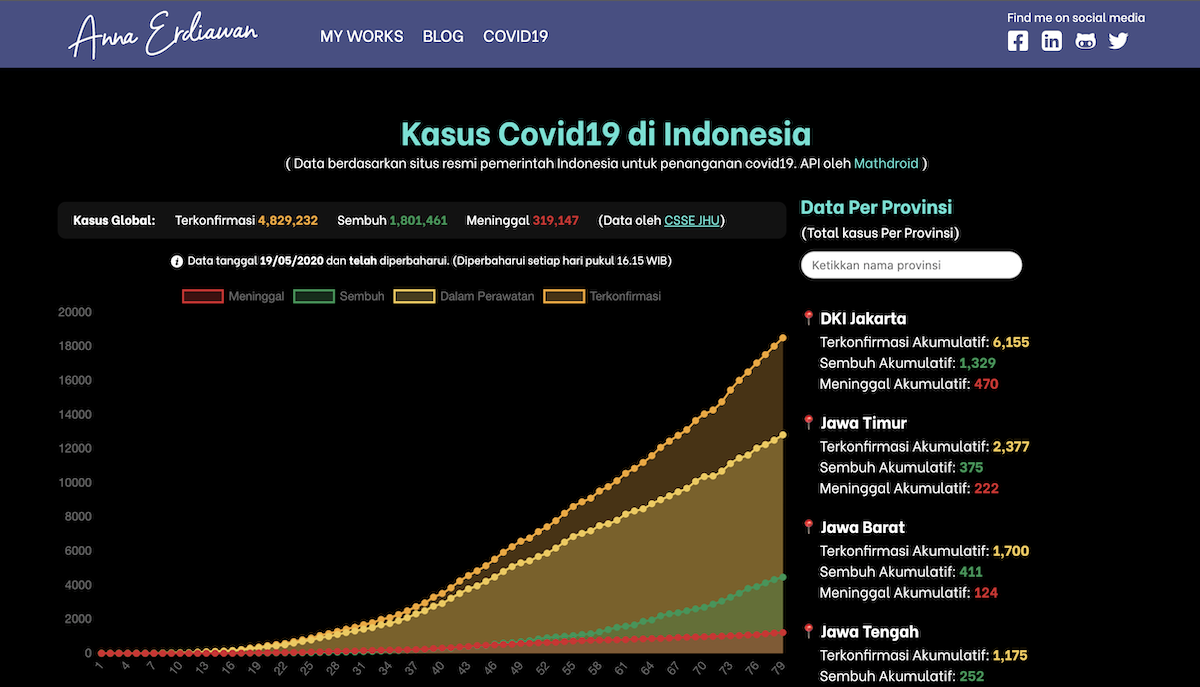 Anna Erdiawan
MY WORKS BLOG COVID19
Find me on social media
Kasus Covid19 di Indonesia
( Data berdasarkan situs resmi pemerintah Indonesia untuk penanganan covid19. API oleh Mathdroid )
Kasus Global: Terkonfirmasi 4,829,232 Sembuh 1,801,461 Meninggal 319,147 (Data oleh CSSE JHU)
Data tanggal 19/05/2020 dan telah diperbaharui. (Diperbaharui setiap hari pukul 16.15 WIB)
Meninggal Sembuh Dalam Perawatan Terkonfirmasi
20000
18000
16000
14000
12000
10000
8000
6000
4000
2000
0
1 4 7 10 13 16 19 22 25 28 31 34 37 40 43 46 49 52 55 58 61 64 67 70 73 76 79
Data Per Provinsi
(Total kasus Per Provinsi)
Ketikkan nama provinsi
DKI Jakarta
Terkonfirmasi Akumulatif: 6,155
Sembuh Akumulatif: 1,329
Meninggal Akumulatif: 470
Jawa Timur
Terkonfirmasi Akumulatif: 2,377
Sembuh Akumulatif: 375
Meninggal Akumulatif: 222
Jawa Barat
Terkonfirmasi Akumulatif: 1,700
Sembuh Akumulatif: 411
Meninggal Akumulatif: 124
Jawa Tengah
Terkonfirmasi Akumulatif: 1,175
Sembuh Akumulatif: 252